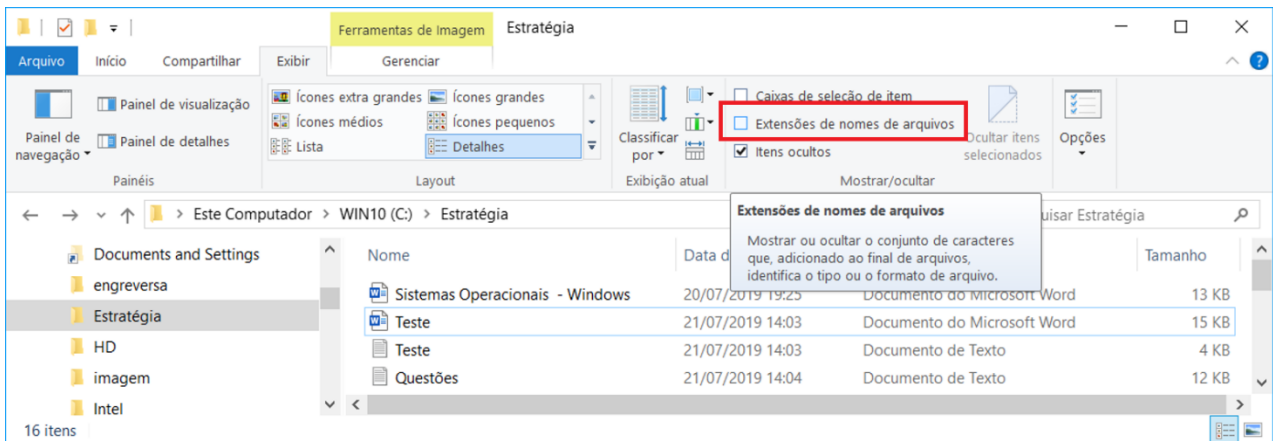 Ferramentas de Imagem Estratégia
Arquivo Início Compartilhar Exibir Gerenciar
Painel de navegação
Painel de visualização
Painel de detalhes
Painéis
Ícones extra grandes Ícones grandes
Ícones médios Ícones pequenos
Lista Detalhes
Layout
Classificar por
Exibição atual
Caixas de seleção de item
Extensões de nomes de arquivos
Itens ocultos
Ocultar itens selecionados
Mostrar/ocultar
Opções
Este Computador > WIN10 (C:) > Estratégia
uisar Estratégia
Extensões de nomes de arquivos
Mostrar ou ocultar o conjunto de caracteres
que, adicionado ao final de arquivos,
identifica o tipo ou o formato de arquivo.
Documents and Settings
engreversa
Estratégia
HD
imagem
Intel
Nome Data d Tamanho
Sistemas Operacionais - Windows 20/07/2019 19:25 Documento do Microsoft Word 13 KB
Teste 21/07/2019 14:03 Documento do Microsoft Word 15 KB
Teste 21/07/2019 14:03 Documento de Texto 4 KB
Questões 21/07/2019 14:04 Documento de Texto 12 KB
16 itens